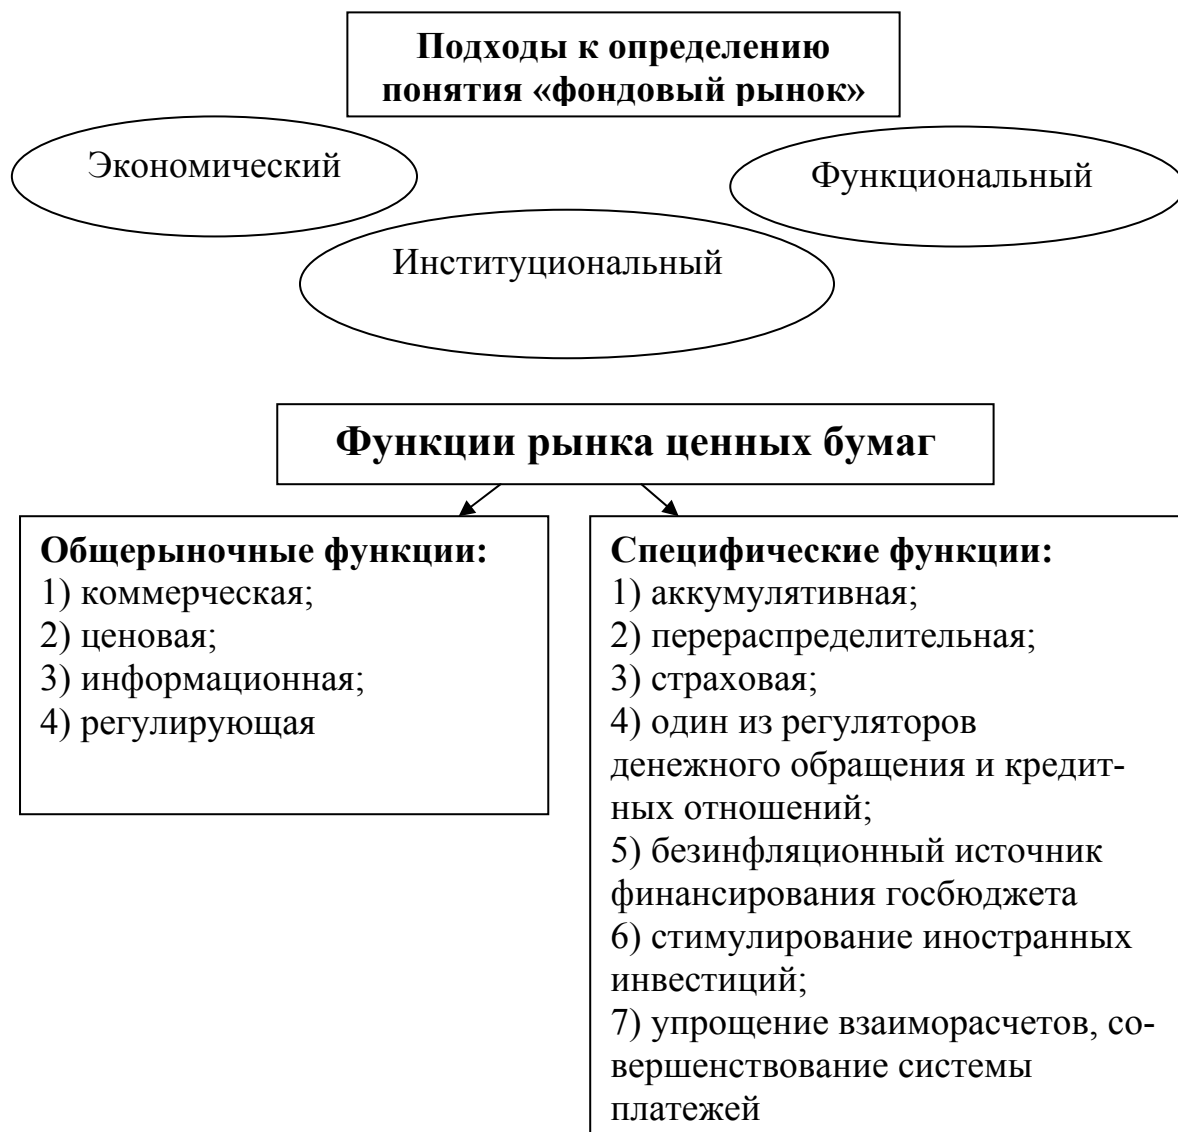 Подходы к определению
понятия «фондовый рынок»
Экономический
Функциональный
Институциональный
Функции рынка ценных бумаг
Общерыночные функции:
1) коммерческая;
2) ценовая;
3) информационная;
4) регулирующая
Специфические функции:
1) аккумулятивная;
2) перераспределительная;
3) страховая;
4) один из регуляторов
денежного обращения и кредит-
ных отношений;
5) безинфляционный источник
финансирования госбюджета
6) стимулирование иностранных
инвестиций;
7) упрощение взаиморасчетов, со-
вершенствование системы
платежей